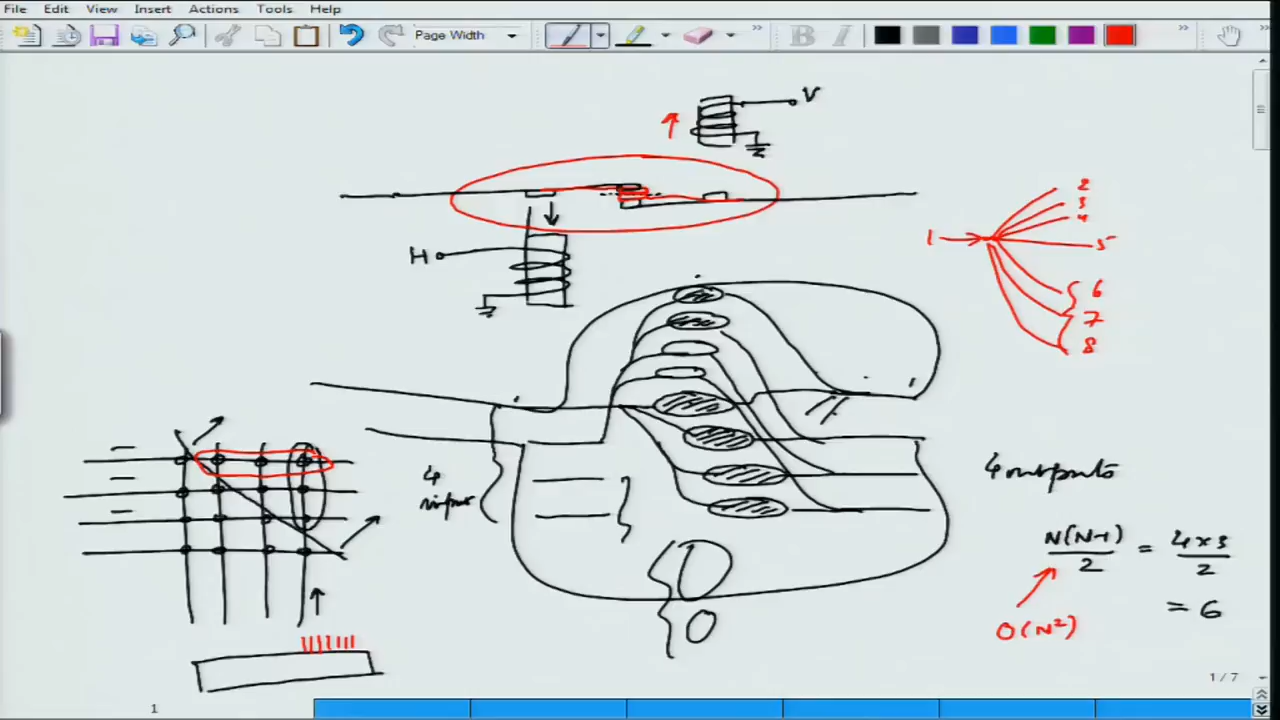 File Edit View Insert Actions Tools Help
Page Width
V
H
1
2
3
4
5
6
7
8
4
4 outputs
N(N-1)/2 = 4×3/2
= 6
O(N²)
1 / 7
1